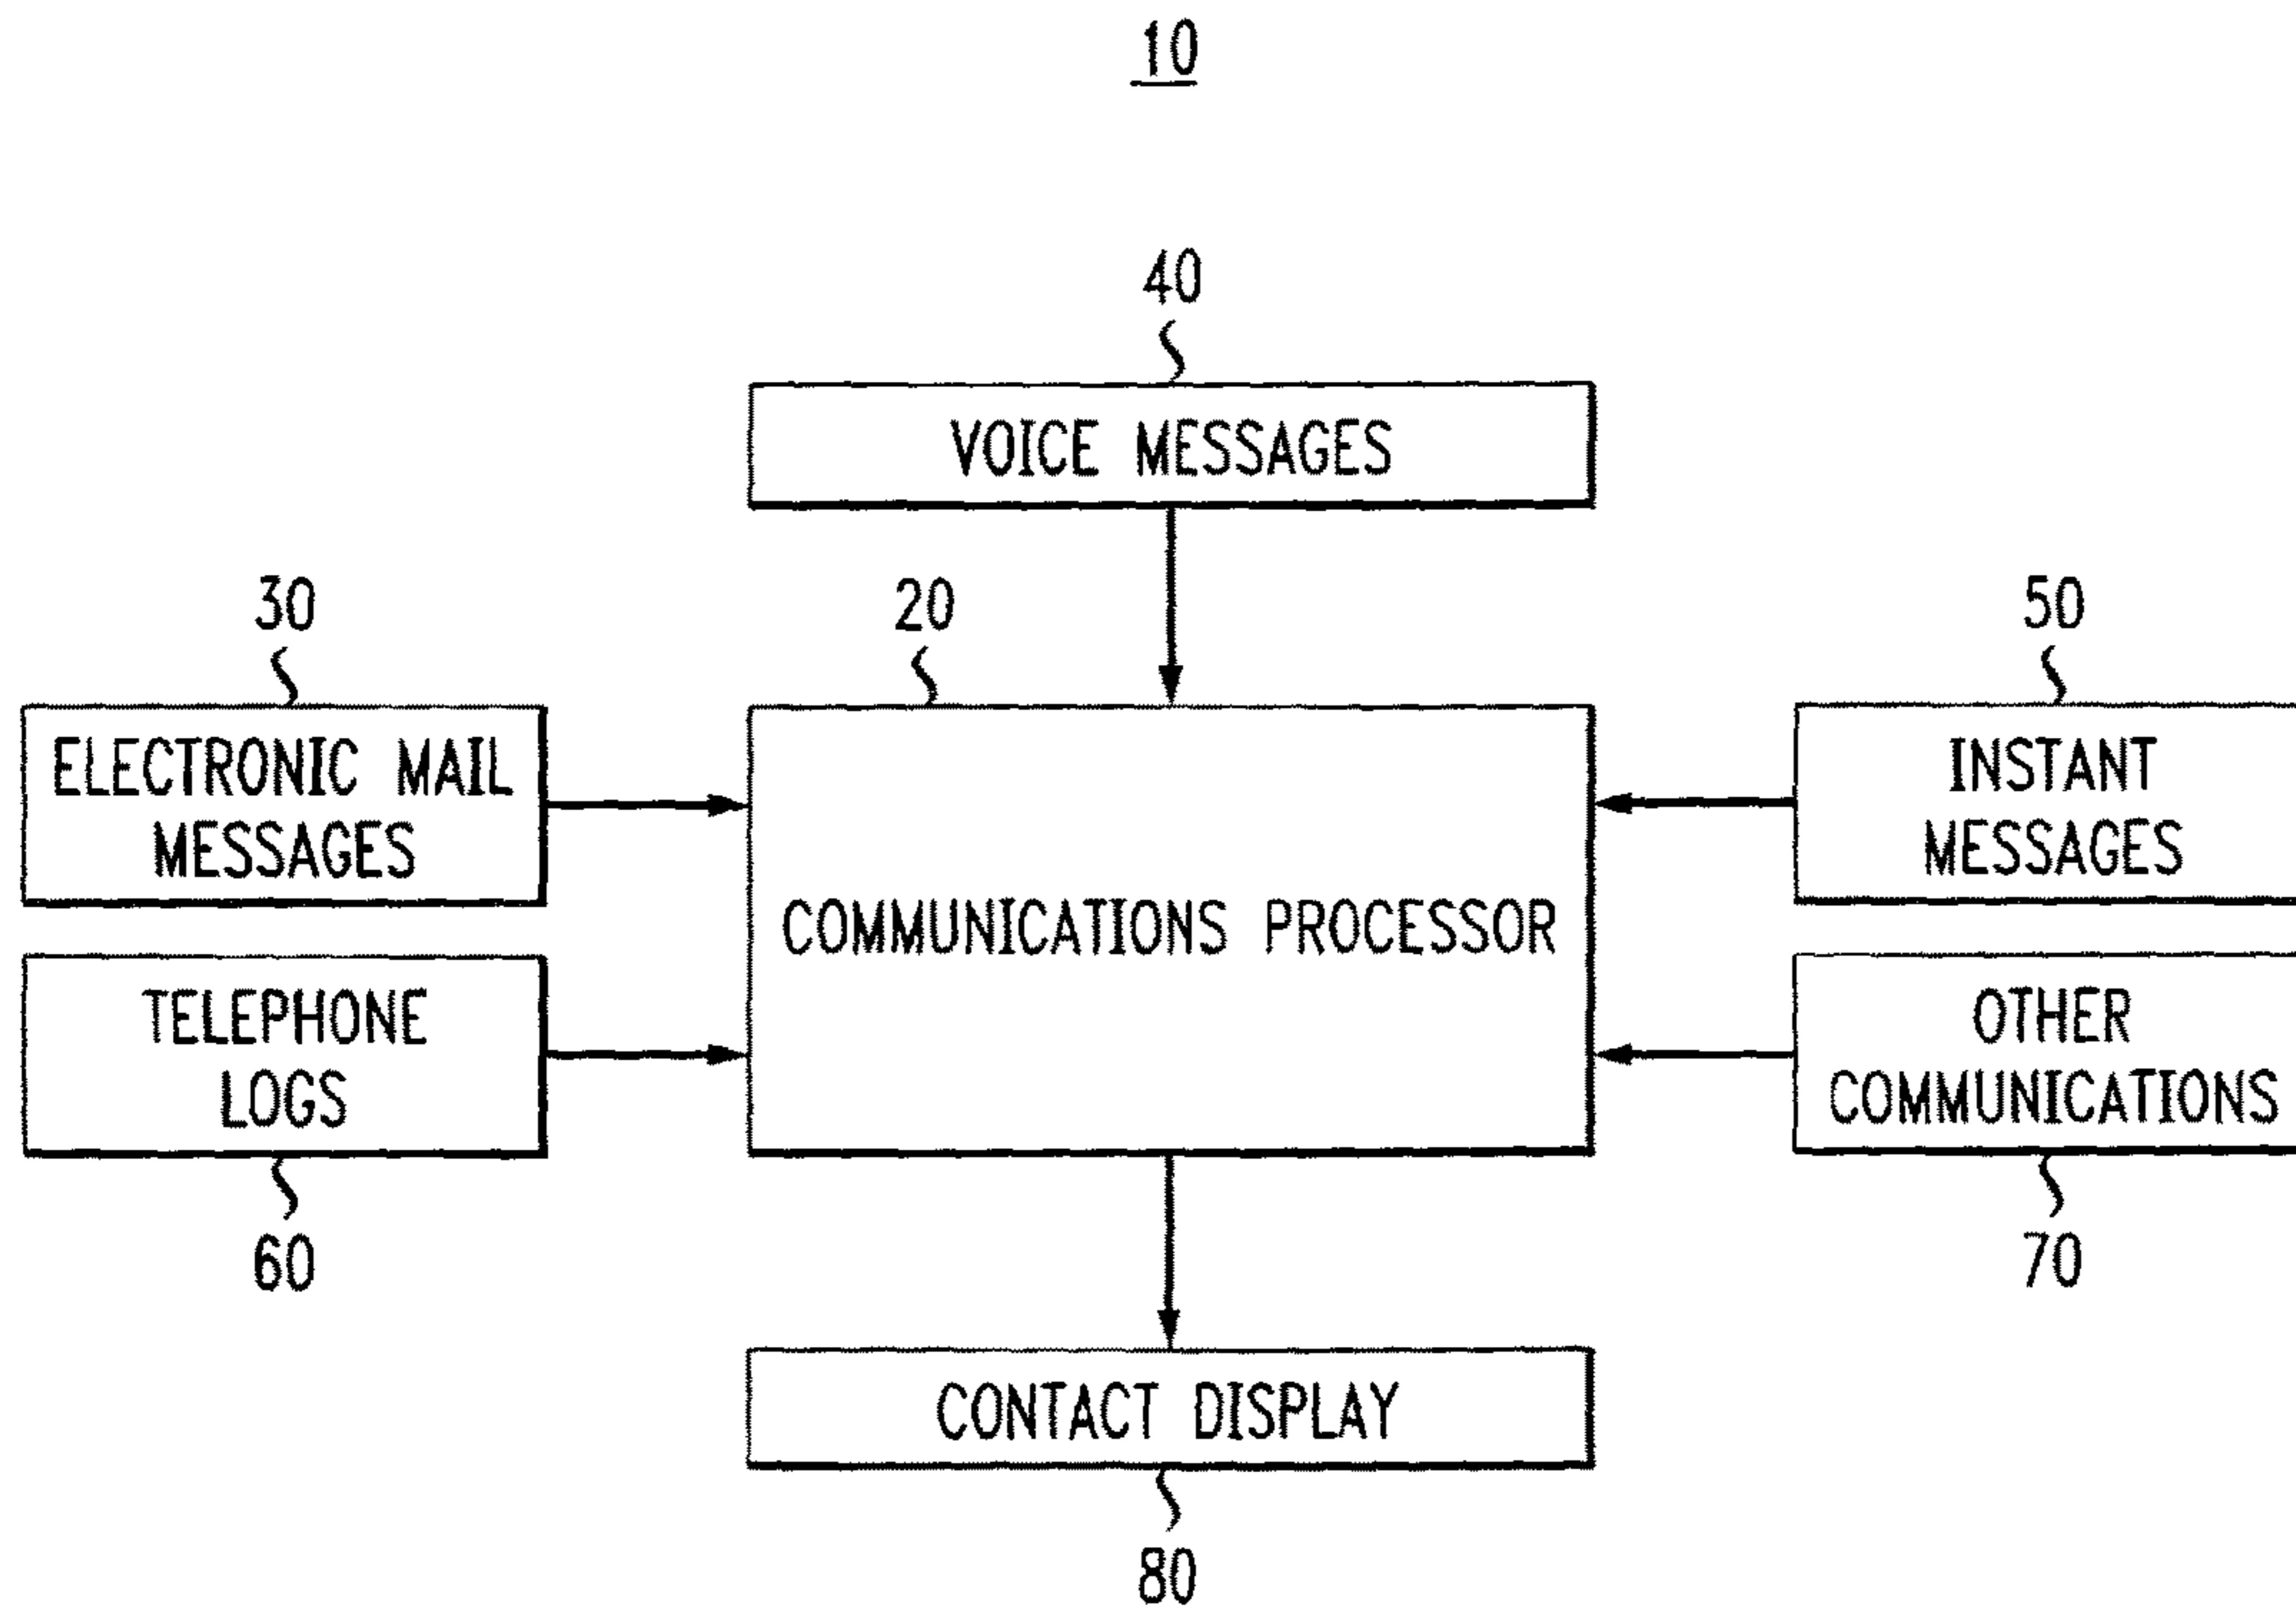 10
40
VOICE MESSAGES
30
20
50
ELECTRONIC MAIL
MESSAGES
COMMUNICATIONS PROCESSOR
INSTANT
MESSAGES
TELEPHONE
LOGS
OTHER
COMMUNICATIONS
60
70
CONTACT DISPLAY
80